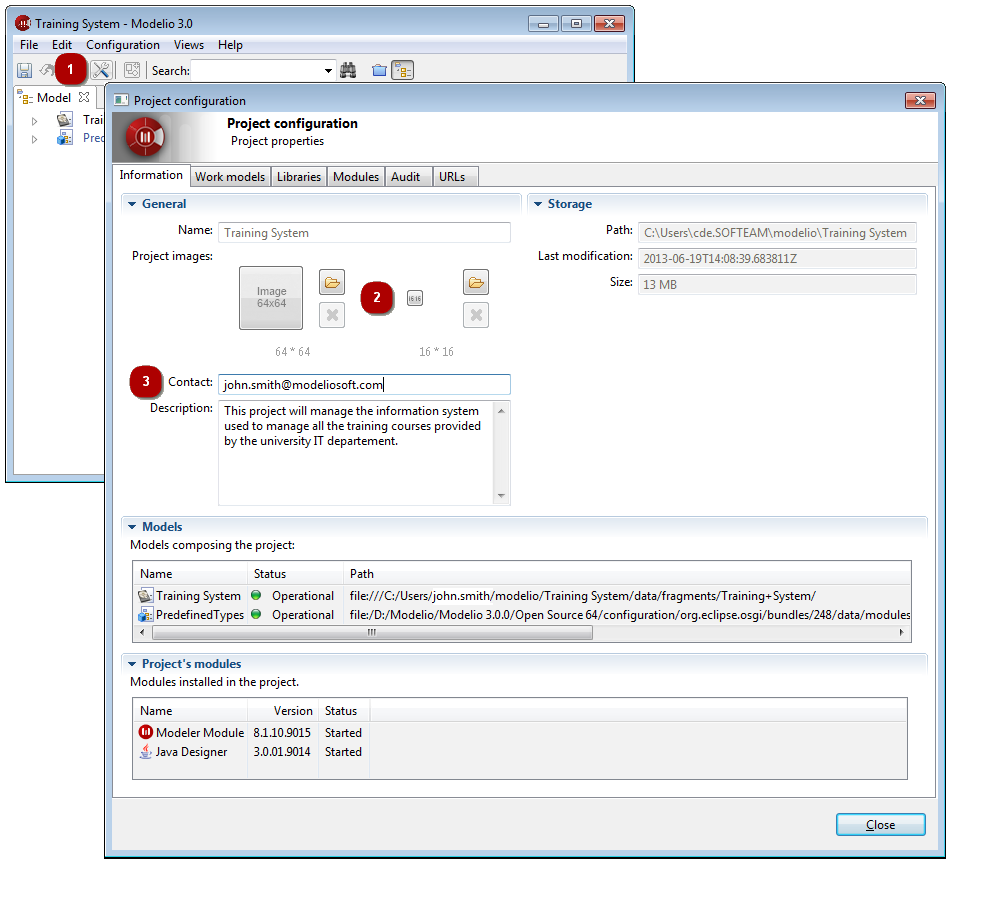 Training System - Modelio 3.0
File Edit Configuration Views Help
1
Search:
Model
Trai
Prec
Project configuration
Project configuration
Project properties
Information Work models Libraries Modules Audit URLs
General
Name: Training System
Project images:
Image
64x64
2
16:16
64 * 64 16 * 16
3 Contact: john.smith@modeliosoft.com
Description: This project will manage the information system
used to manage all the training courses provided
by the university IT departement.
Storage
Path: C:\Users\cde.SOFTEAM\modelio\Training System
Last modification: 2013-06-19T14:08:39.683811Z
Size: 13 MB
Models
Models composing the project:
Name Status Path
Training System Operational file:///C:/Users/john.smith/modelio/Training System/data/fragments/Training+System/
PredefinedTypes Operational file:/D:/Modelio/Modelio 3.0.0/Open Source 64/configuration/org.eclipse.osgi/bundles/248/data/modules
Project's modules
Modules installed in the project.
Name Version Status
Modeler Module 8.1.10.9015 Started
Java Designer 3.0.01.9014 Started
Close